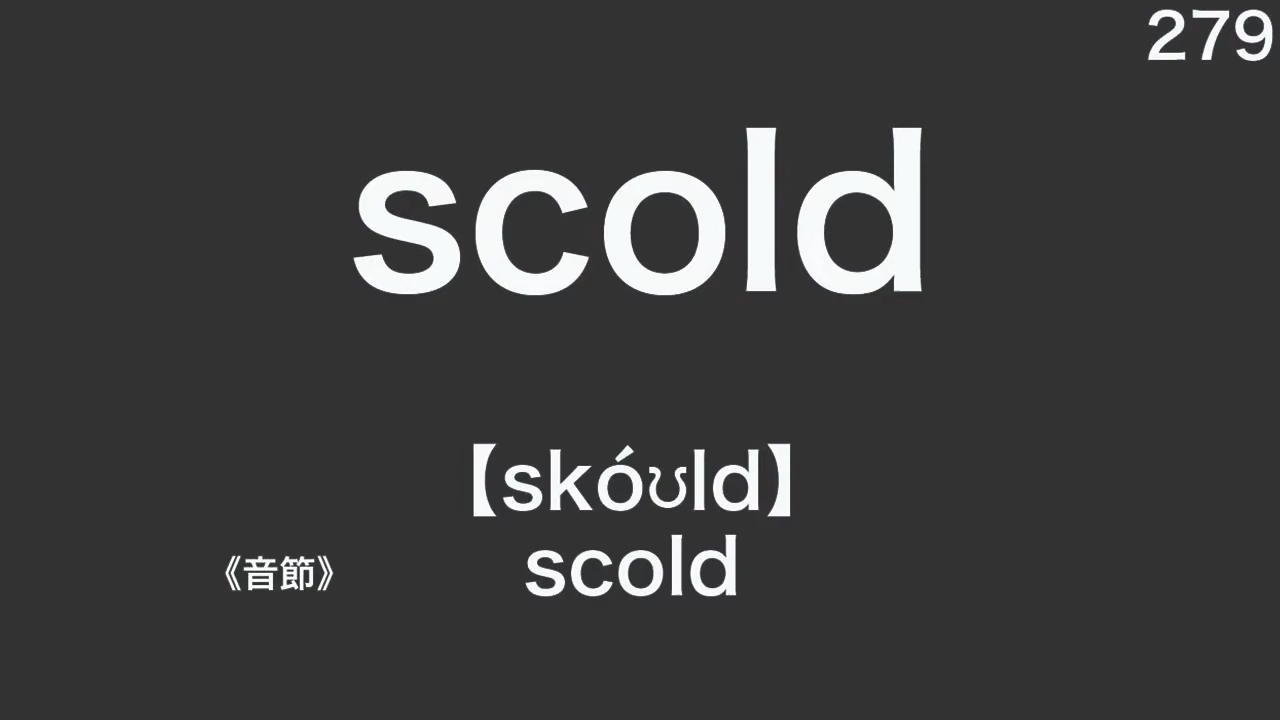 279
scold
【skóʊld】
《音節》 scold